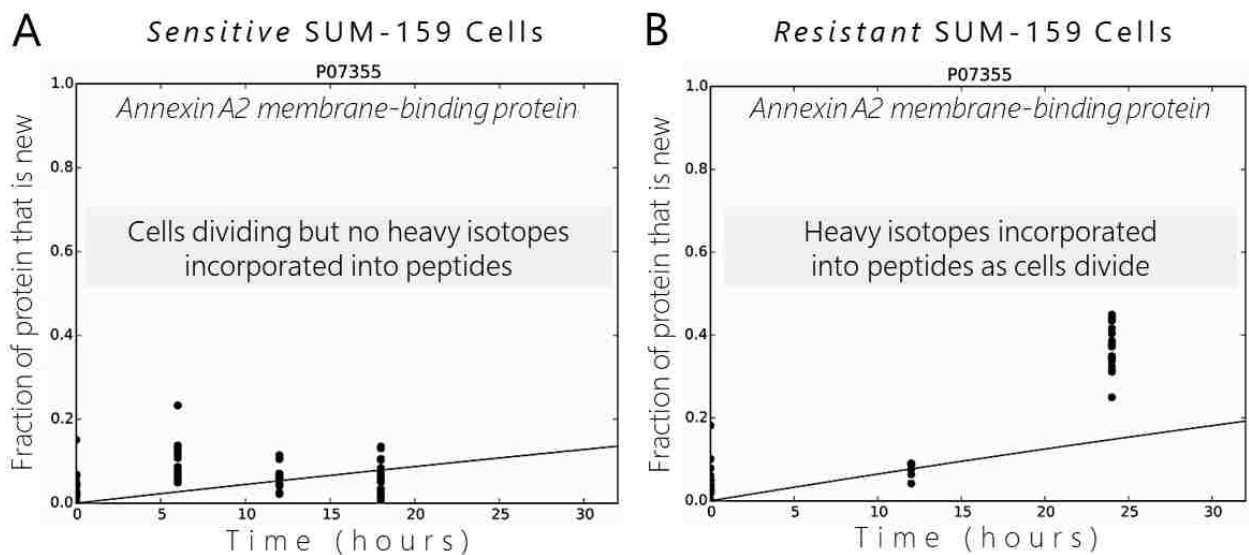 A
Sensitive SUM-159 Cells
P07355
Annexin A2 membrane-binding protein
Cells dividing but no heavy isotopes
incorporated into peptides
Fraction of protein that is new
1.0
0.8
0.6
0.4
0.2
0.0
0
5
10
15
20
25
30
Time (hours)
B
Resistant SUM-159 Cells
P07355
Annexin A2 membrane-binding protein
Heavy isotopes incorporated
into peptides as cells divide
Fraction of protein that is new
1.0
0.8
0.6
0.4
0.2
0.0
0
5
10
15
20
25
30
Time (hours)